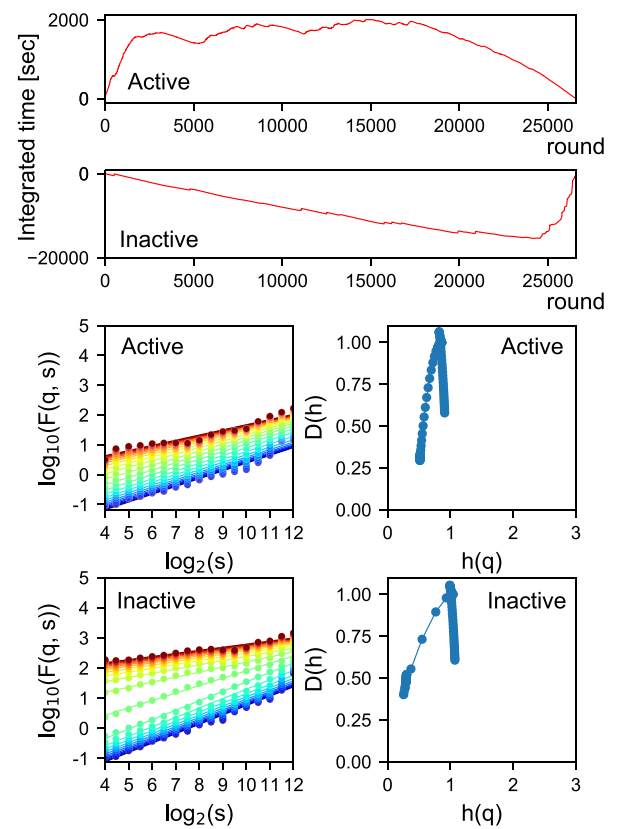 Integrated time [sec]
2000
0
Active
0 5000 10000 15000 20000 25000
round
0
−20000
Inactive
0 5000 10000 15000 20000 25000
round
5
4
3
2
1
0
-1
log10(F(q, s))
Active
4 5 6 7 8 9 10 11 12
log2(s)
1.00
0.75
0.50
0.25
0.00
D(h)
Active
0 1 2 3
h(q)
5
4
3
2
1
0
-1
log10(F(q, s))
Inactive
4 5 6 7 8 9 10 11 12
log2(s)
1.00
0.75
0.50
0.25
0.00
D(h)
Inactive
0 1 2 3
h(q)